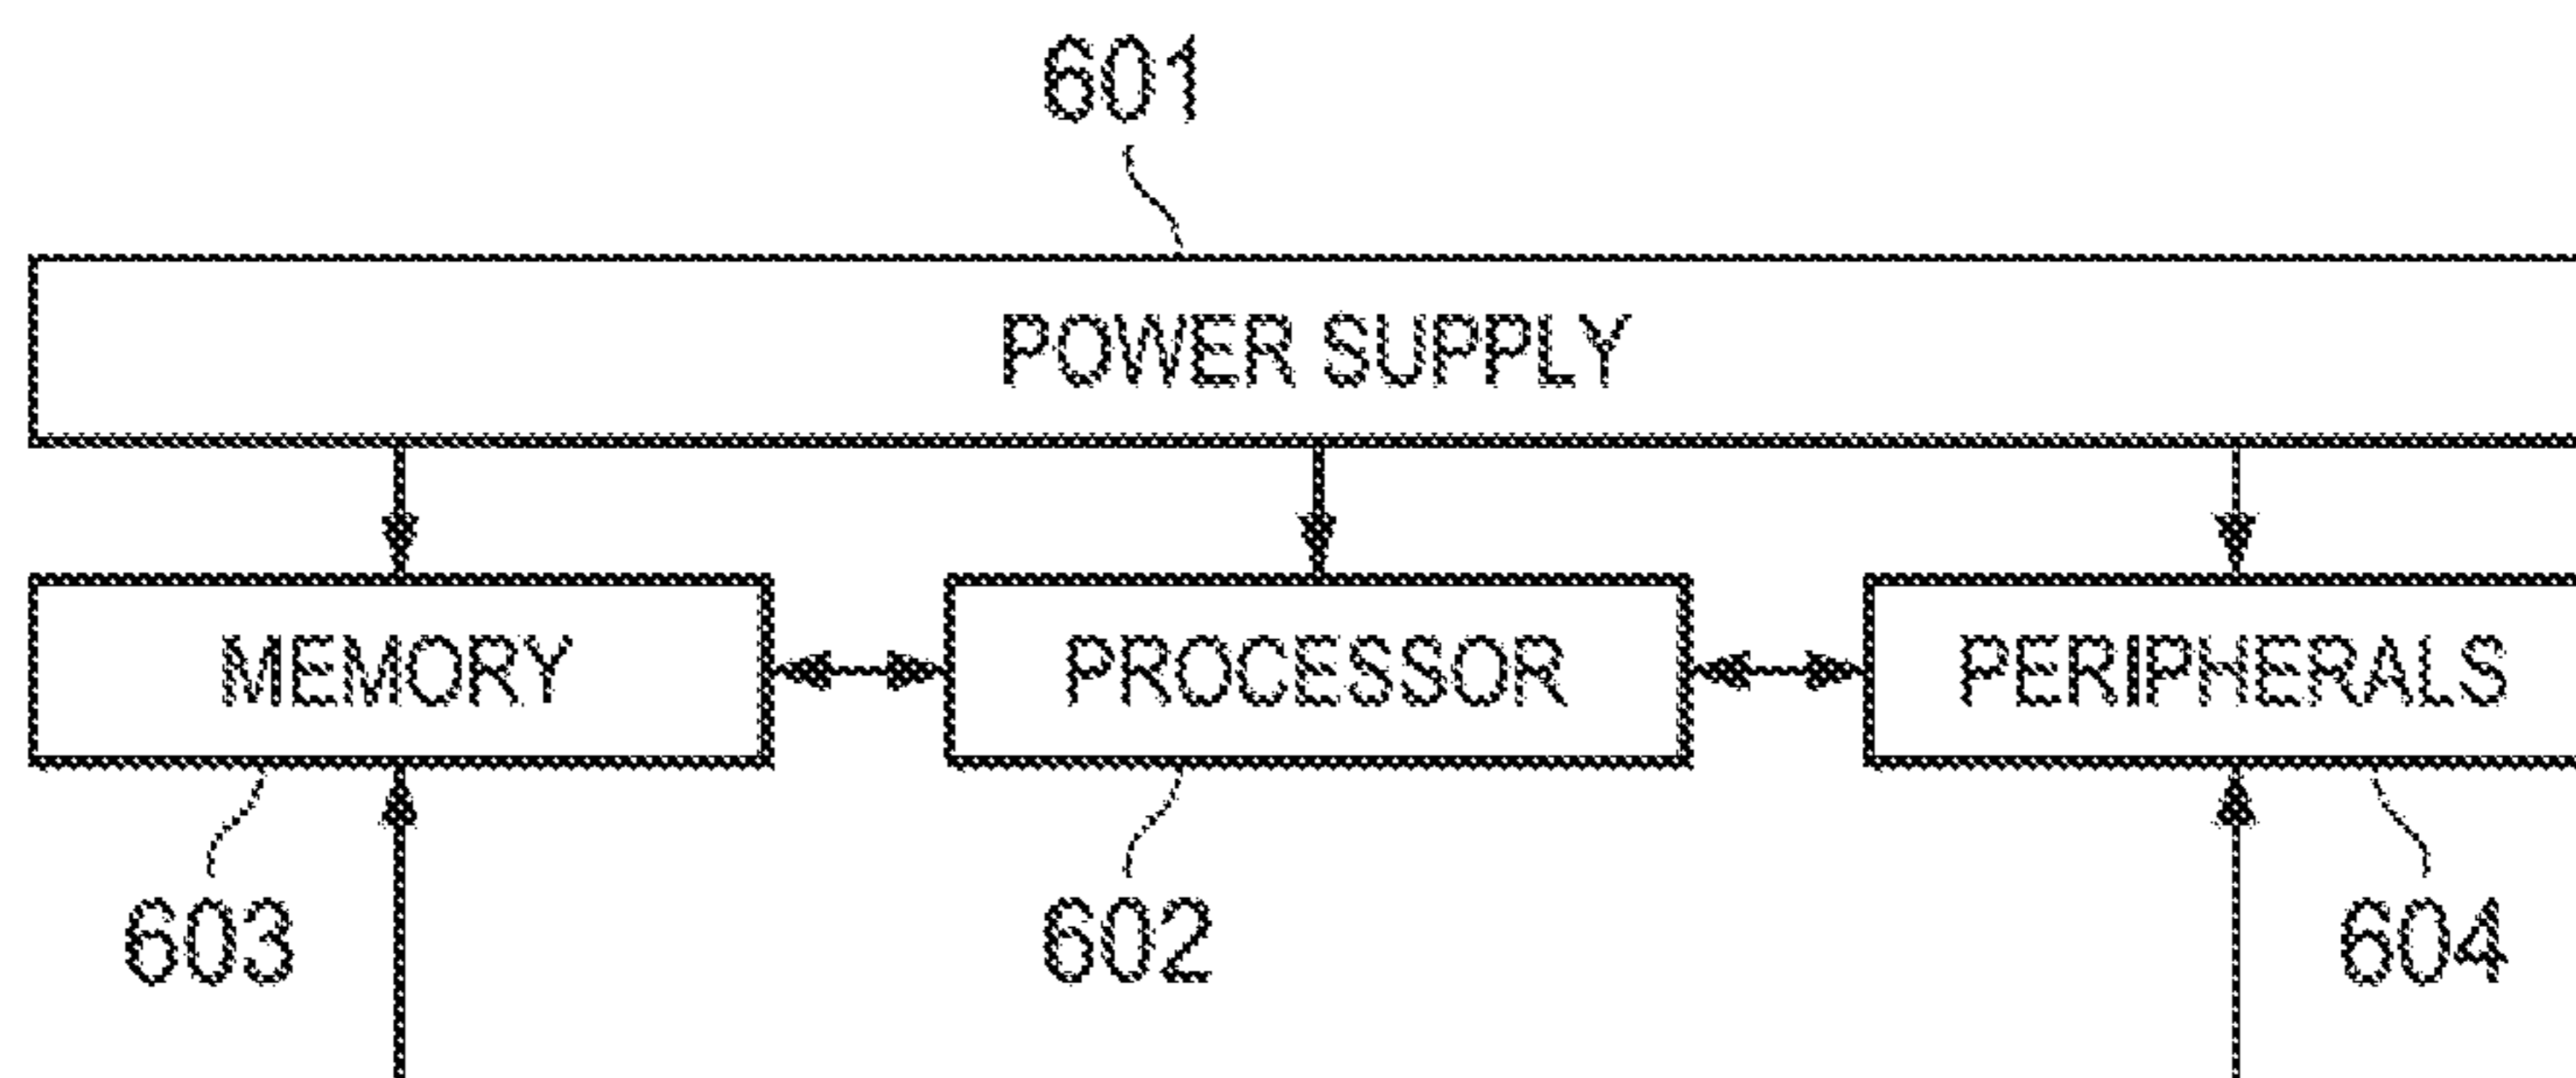 601
POWER SUPPLY
MEMORY
PROCESSOR
PERIPHERALS
603
602
604